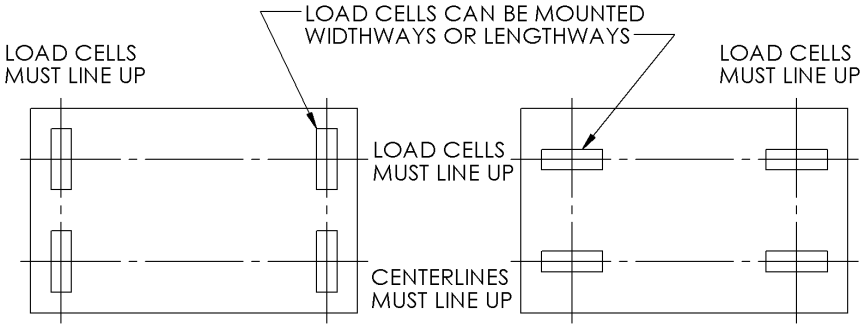 LOAD CELLS CAN BE MOUNTED
WIDTHWAYS OR LENGTHWAYS
LOAD CELLS
MUST LINE UP
LOAD CELLS
MUST LINE UP
LOAD CELLS
MUST LINE UP
CENTERLINES
MUST LINE UP